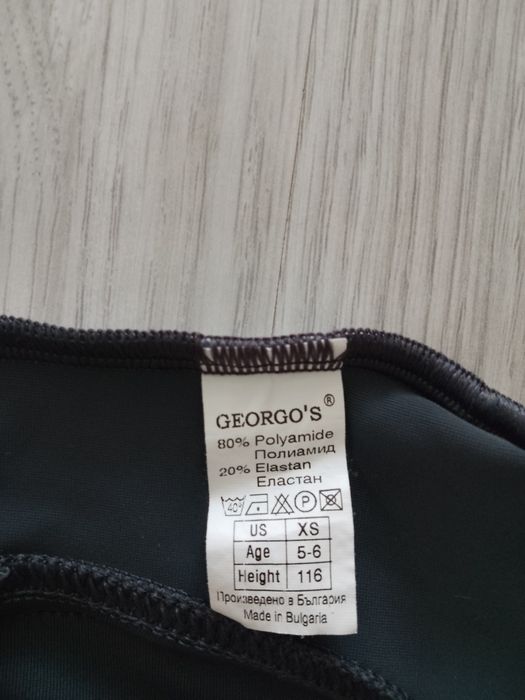 GEORGO'S®
80% Polyamide
Полиамид
20% Elastan
Еластан
40° P
US XS
Age 5-6
Height 116
Произведено в България
Made in Bulgaria